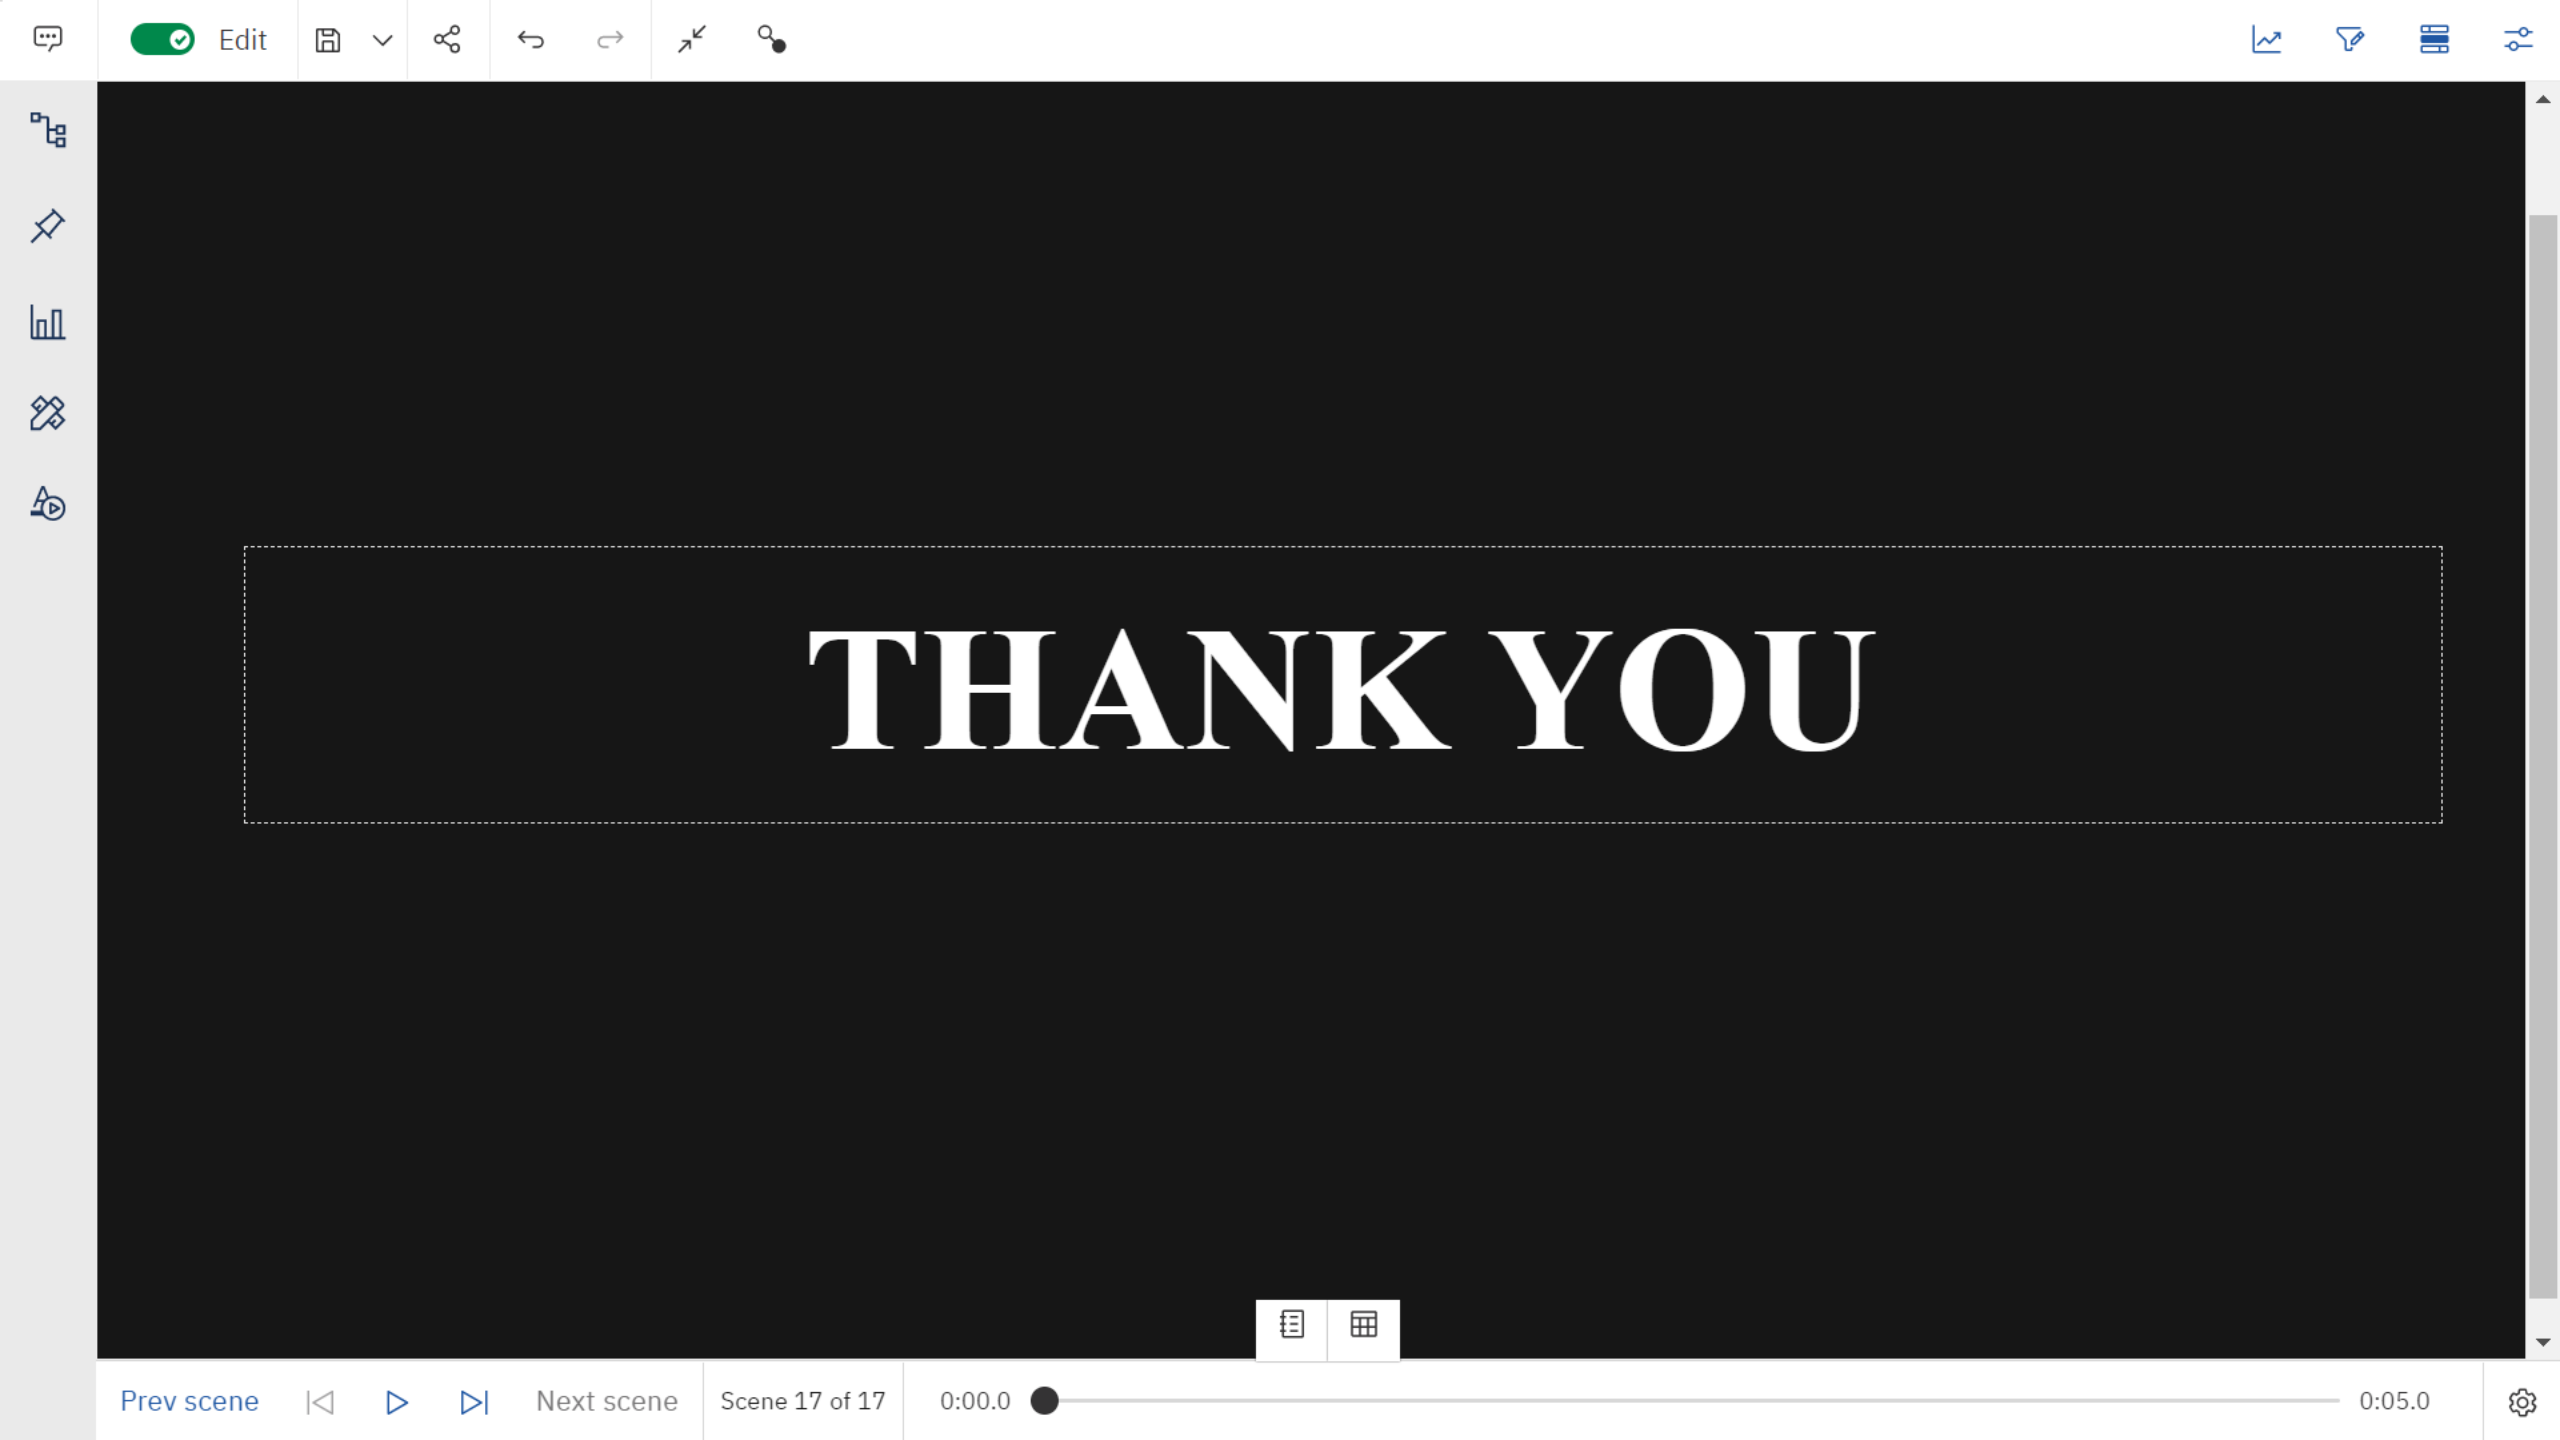 Edit
THANK YOU
Prev scene
Next scene
Scene 17 of 17
0:00.0
0:05.0